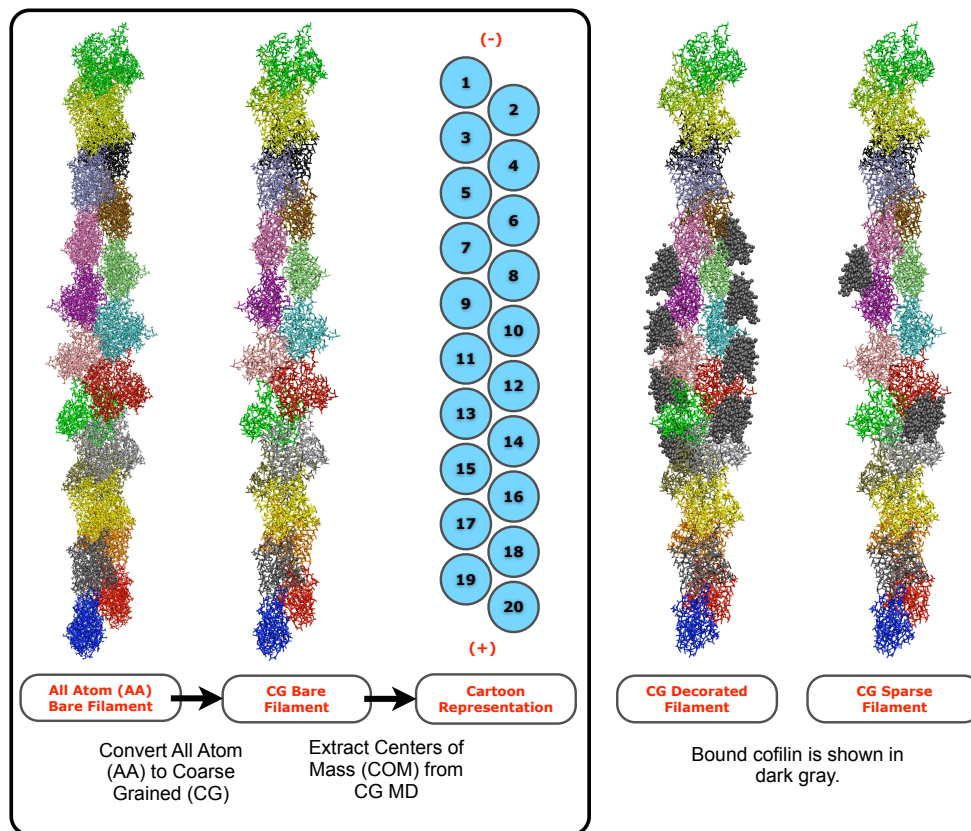 (-)
1
2
3
4
5
6
7
8
9
10
11
12
13
14
15
16
17
18
19
20
(+)
All Atom (AA)
Bare Filament
CG Bare
Filament
Cartoon
Representation
Convert All Atom
(AA) to Coarse
Grained (CG)
Extract Centers of
Mass (COM) from
CG MD
CG Decorated
Filament
CG Sparse
Filament
Bound cofilin is shown in
dark gray.